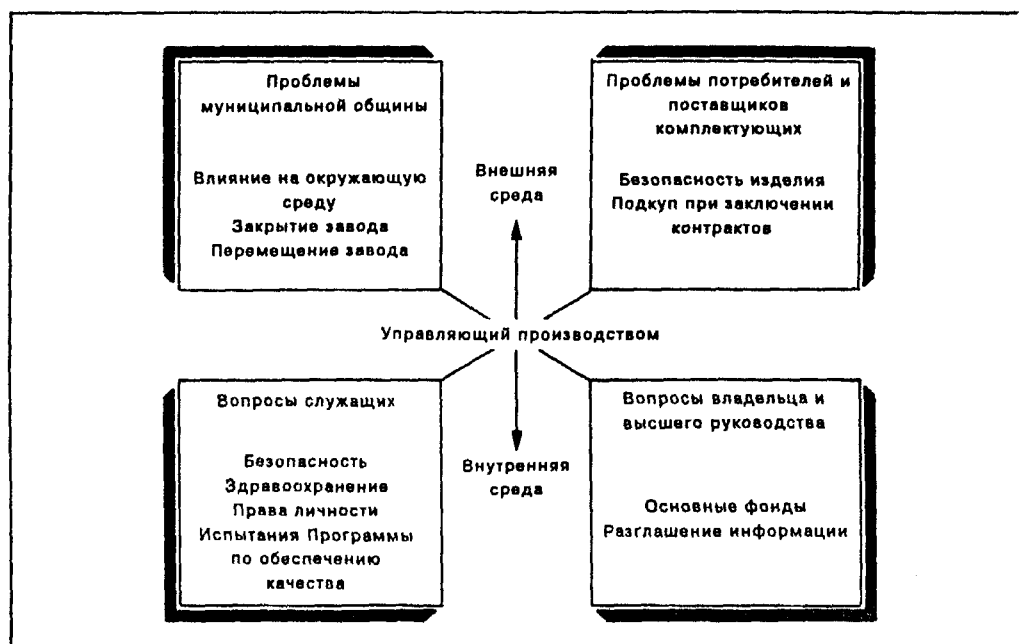 Проблемы
муниципальной общины
Влияние на окружающую
среду
Закрытие завода
Перемещение завода
Внешняя
среда
Проблемы потребителей и
поставщиков
комплектующих
Безопасность изделия
Подкуп при заключении
контрактов
Управляющий производством
Вопросы служащих
Безопасность
Здравоохранение
Права личности
Испытания Программы
по обеспечению
качества
Внутренняя
среда
Вопросы владельца и
высшего руководства
Основные фонды
Разглашение информации